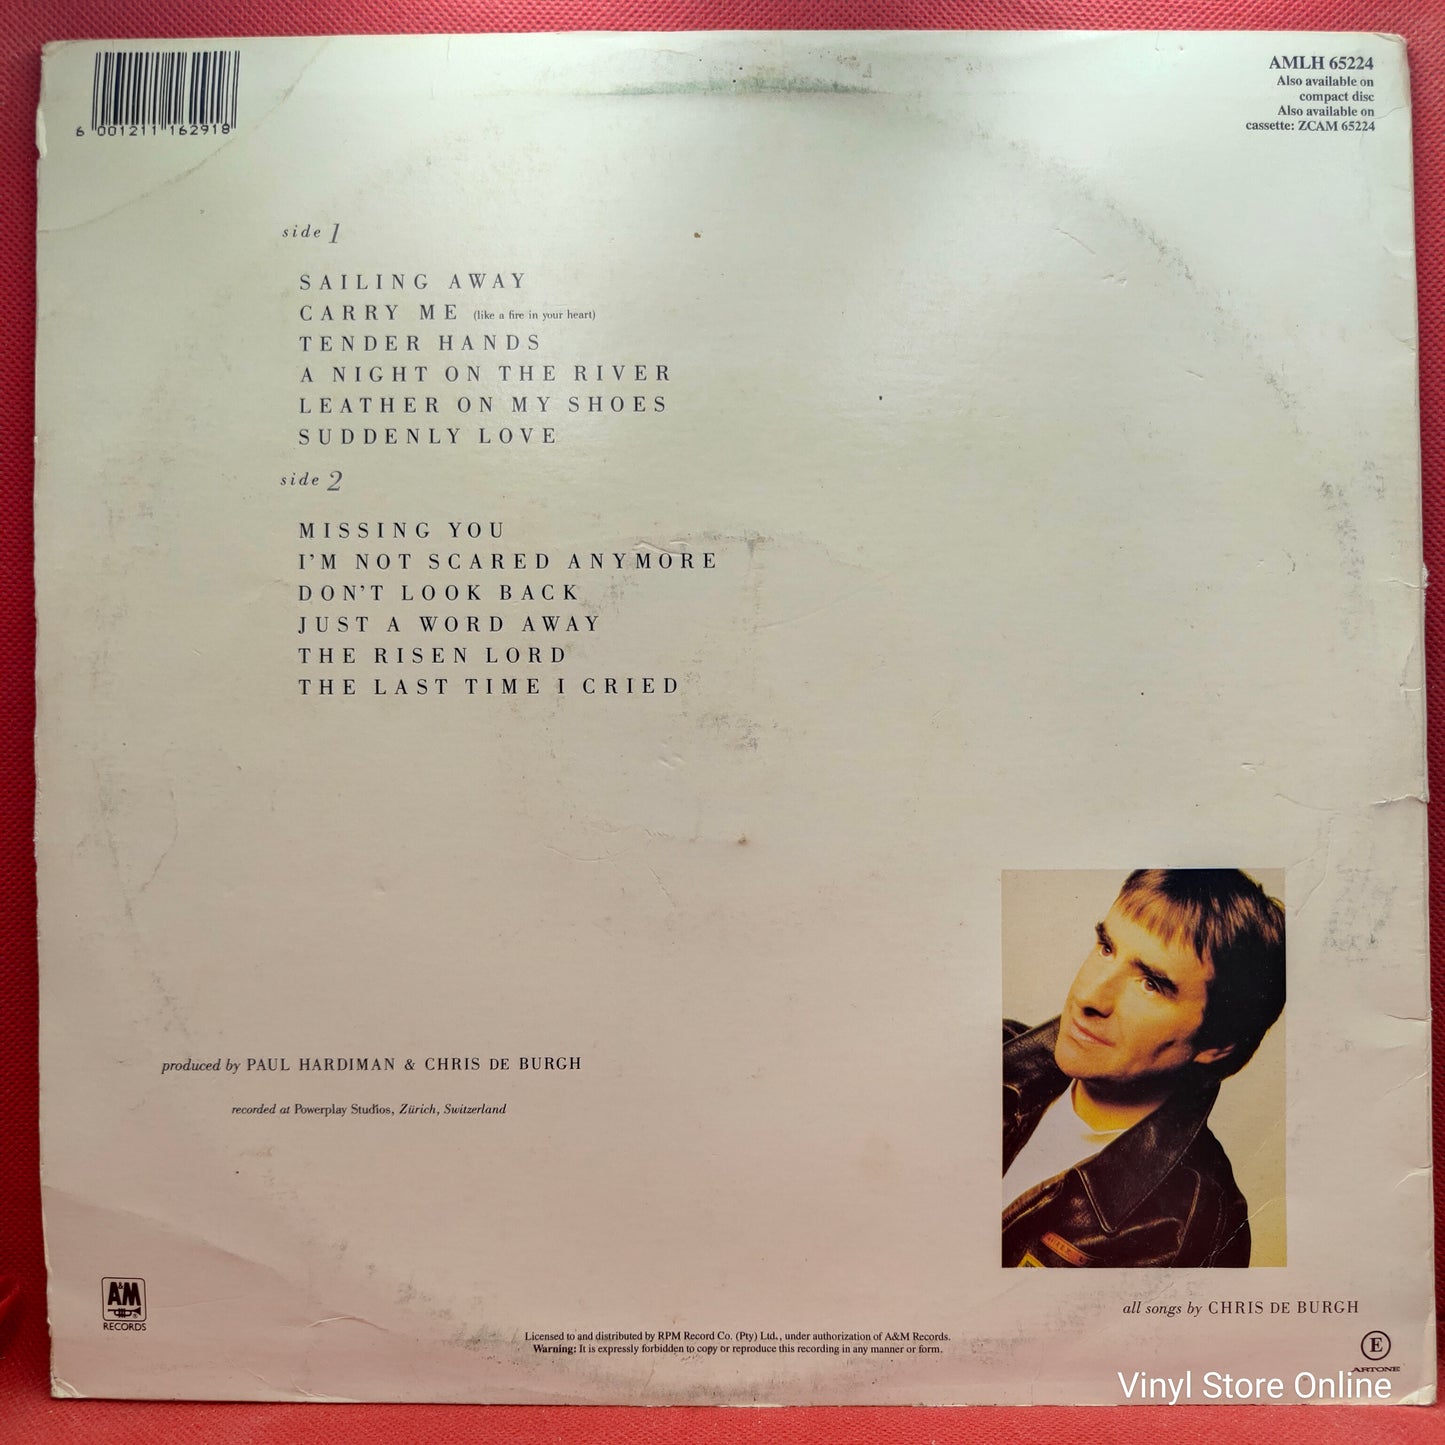 6 001211 162918
AMLH 65224
Also available on
compact disc
Also available on
cassette: ZCAM 65224
side 1
SAILING AWAY
CARRY ME (like a fire in your heart)
TENDER HANDS
A NIGHT ON THE RIVER
LEATHER ON MY SHOES
SUDDENLY LOVE
side 2
MISSING YOU
I'M NOT SCARED ANYMORE
DON'T LOOK BACK
JUST A WORD AWAY
THE RISEN LORD
THE LAST TIME I CRIED
produced by PAUL HARDIMAN & CHRIS DE BURGH
recorded at Powerplay Studios, Zürich, Switzerland
all songs by CHRIS DE BURGH
A&M
RECORDS
Licensed to and distributed by RPM Record Co. (Pty) Ltd., under authorization of A&M Records.
Warning: It is expressly forbidden to copy or reproduce this recording in any manner or form.
E
ARTONE
Vinyl Store Online